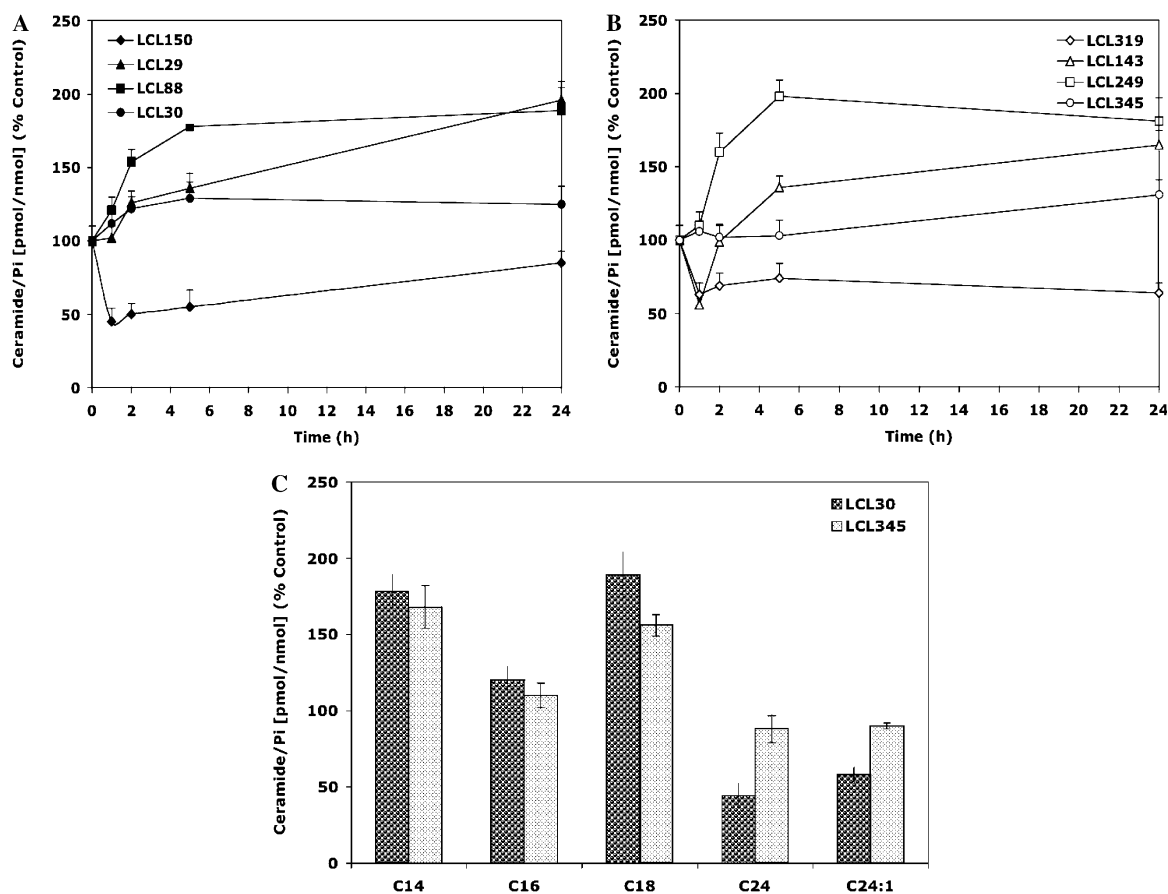 A
Ceramide/Pi [pmol/nmol] (% Control)
250
200
150
100
50
0
LCL150
LCL29
LCL88
LCL30
0 2 4 6 8 10 12 14 16 18 20 22 24
Time (h)
B
Ceramide/Pi [pmol/nmol] (% Control)
250
200
150
100
50
0
LCL319
LCL143
LCL249
LCL345
0 2 4 6 8 10 12 14 16 18 20 22 24
Time (h)
C
Ceramide/Pi [pmol/nmol] (% Control)
250
200
150
100
50
0
LCL30
LCL345
C14 C16 C18 C24 C24:1